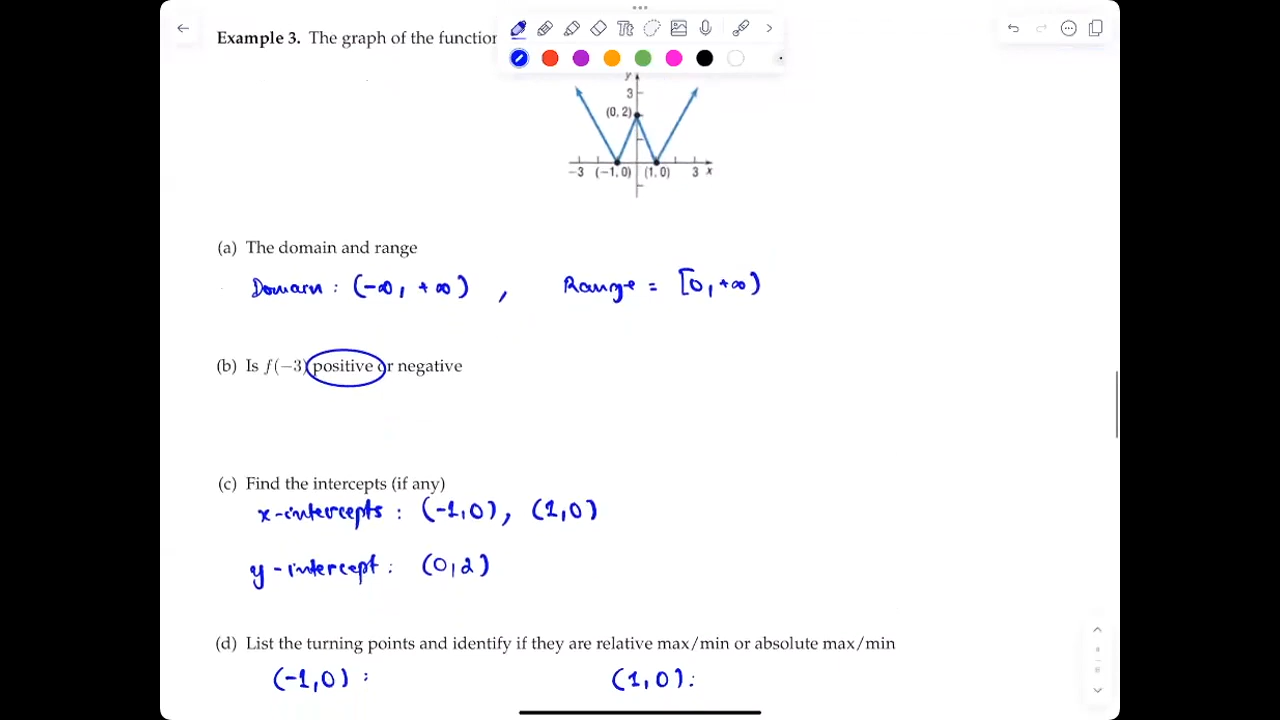 Example 3. The graph of the function
y
3
(0, 2)
−3 (−1, 0) (1, 0) 3 x
(a) The domain and range
Domain : (-∞, +∞) , Range = [0, +∞)
(b) Is f(−3) positive or negative
(c) Find the intercepts (if any)
x-intercepts : (-1,0), (1,0)
y-intercept : (0,2)
(d) List the turning points and identify if they are relative max/min or absolute max/min
(-1,0) : (1,0) :